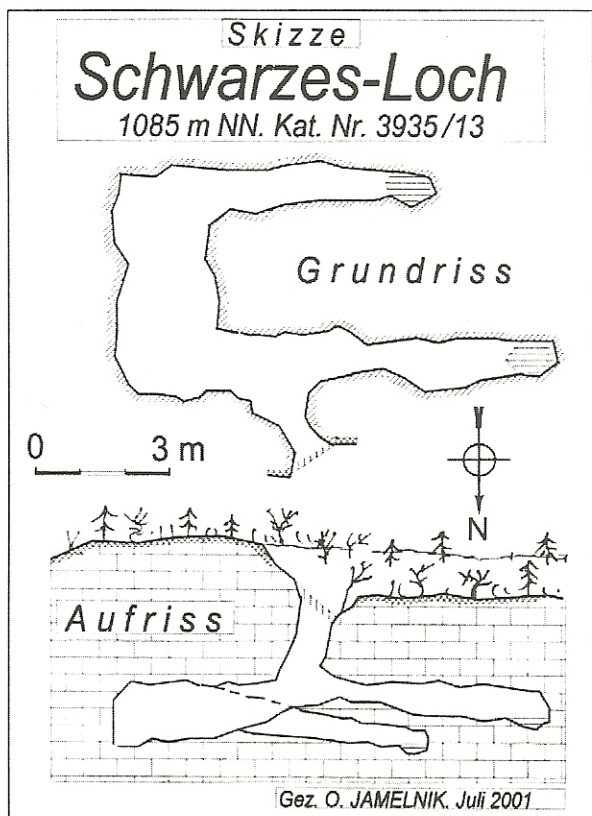 Skizze
Schwarzes-Loch
1085 m NN. Kat. Nr. 3935/13
Grundriss
0 3 m
N
Aufriss
Gez. O. JAMELNIK. Juli 2001